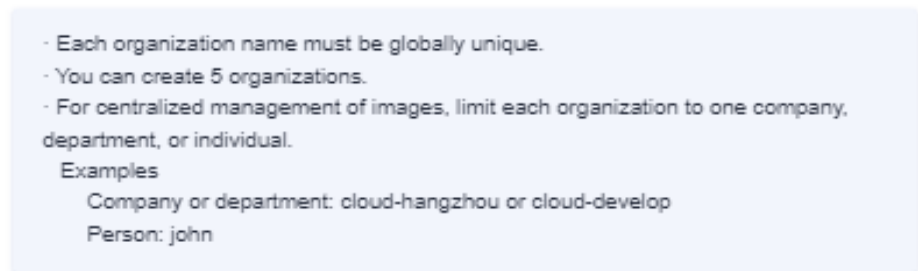 · Each organization name must be globally unique.
· You can create 5 organizations.
· For centralized management of images, limit each organization to one company,
department, or individual.
Examples
Company or department: cloud-hangzhou or cloud-develop
Person: john